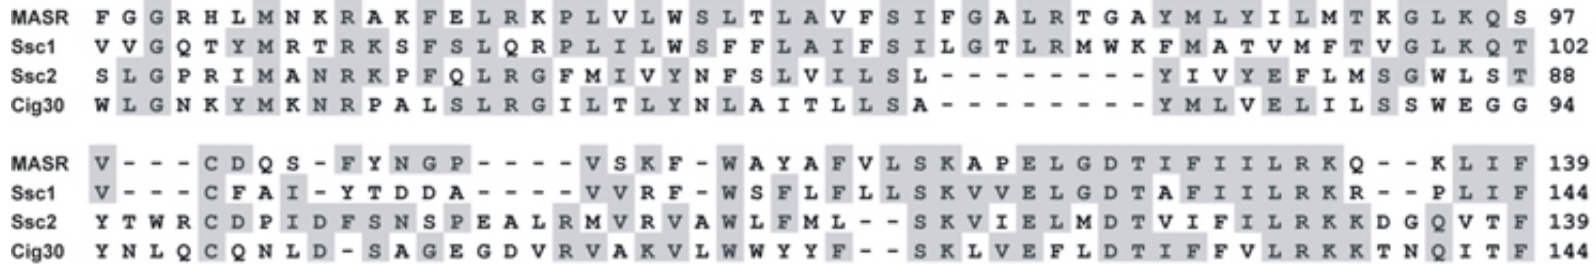 MASR F G G R H L M N K R A K F E L R K P L V L W S L T L A V F S I F G A L R T G A Y M L Y I L M T K G L K Q S 97
Ssc1 V V G Q T Y M R T R K S F S L Q R P L I L W S F F L A I F S I L G T L R M W K F M A T V M F T V G L K Q T 102
Ssc2 S L G P R I M A N R K P F Q L R G F M I V Y N F S L V I L S L - - - - - - - - Y I V Y E F L M S G W L S T 88
Cig30 W L G N K Y M K N R P A L S L R G I L T L Y N L A I T L L S A - - - - - - - - Y M L V E L I L S S W E G G 94
MASR V - - - C D Q S - F Y N G P - - - - V S K F - W A Y A F V L S K A P E L G D T I F I I L R K Q - - K L I F 139
Ssc1 V - - - C F A I - Y T D D A - - - - V V R F - W S F L F L L S K V V E L G D T A F I I L R K R - - P L I F 144
Ssc2 Y T W R C D P I D F S N S P E A L R M V R V A W L F M L - - S K V I E L M D T V I F I L R K K D G Q V T F 139
Cig30 Y N L Q C Q N L D - S A G E G D V R V A K V L W W Y Y F - - S K L V E F L D T I F F V L R K K T N Q I T F 144